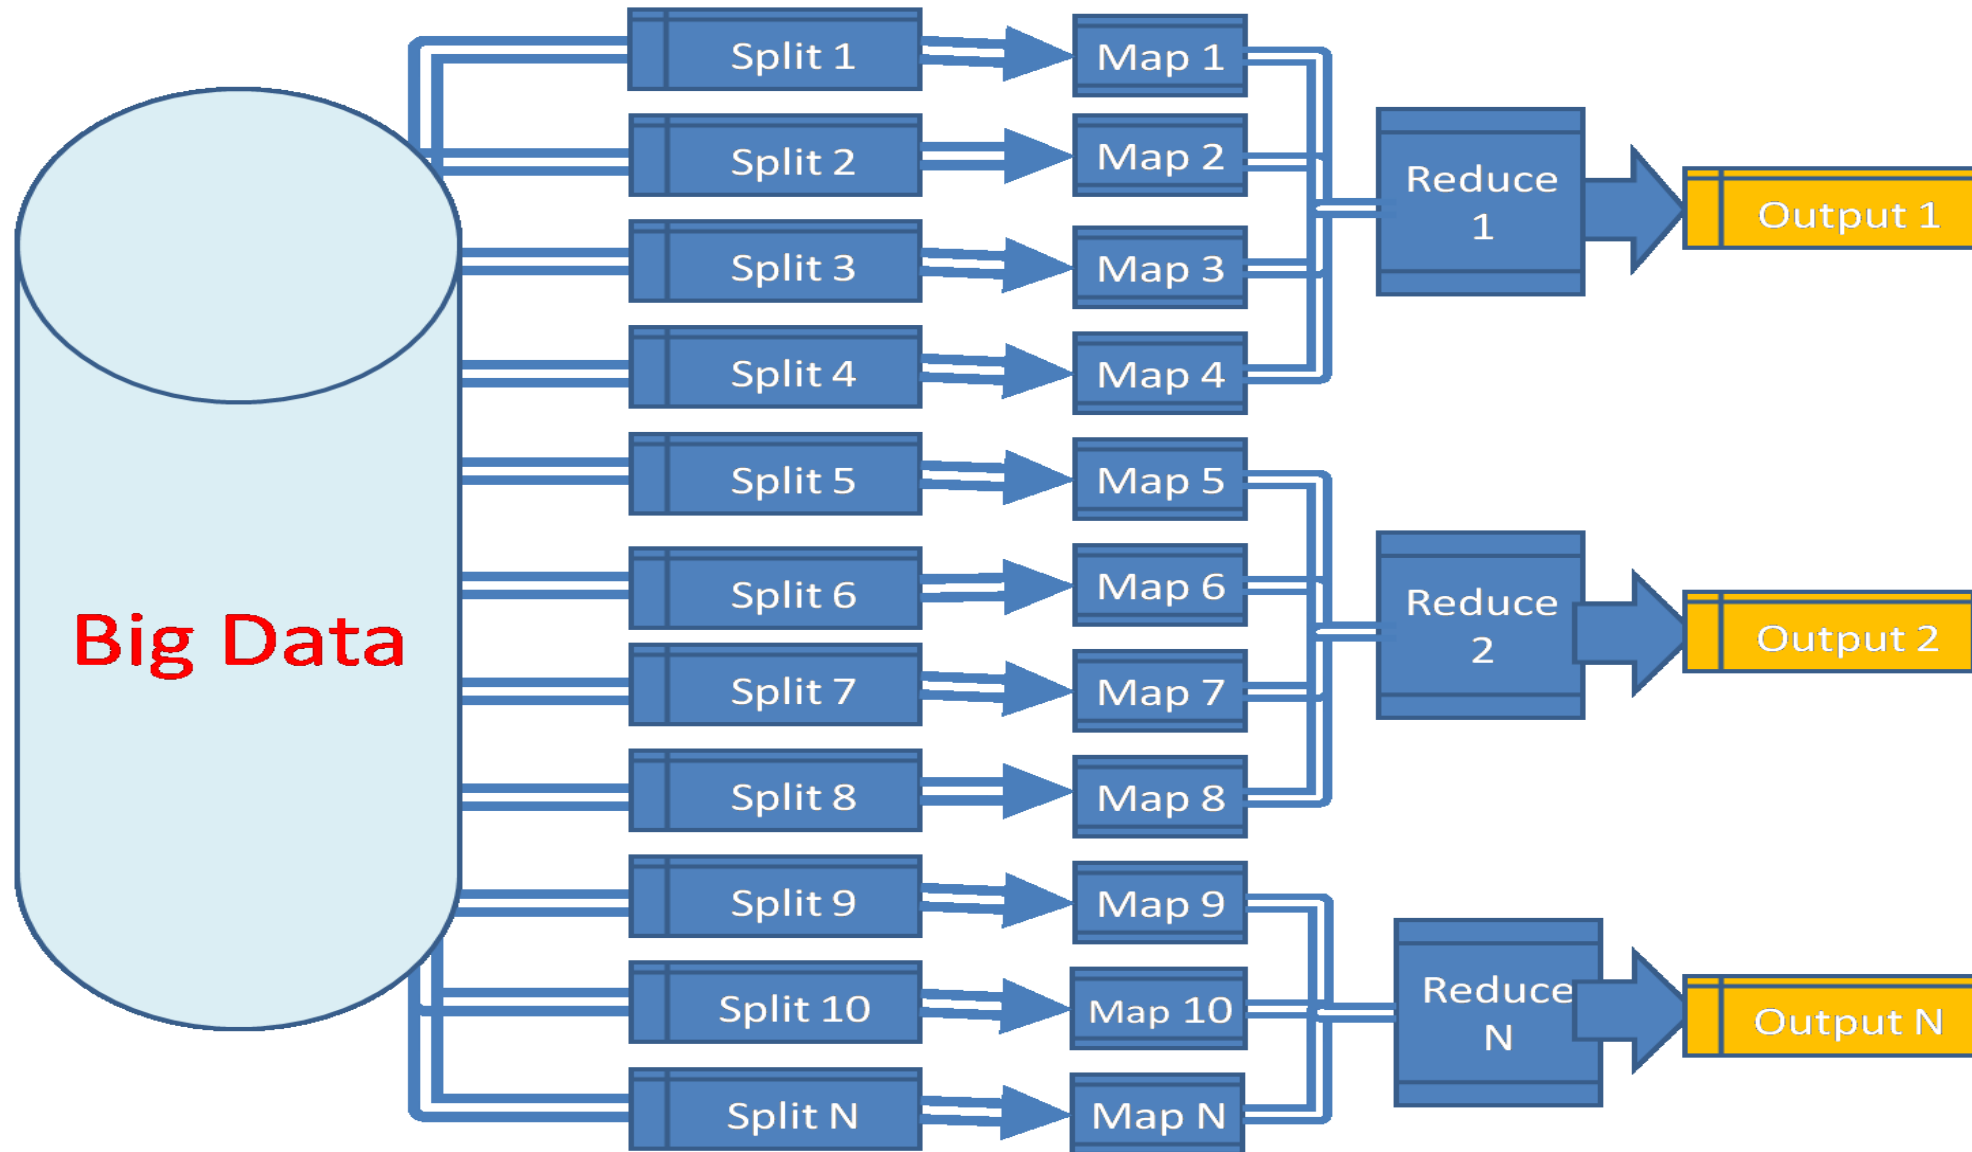 Big Data
Split 1
Split 2
Split 3
Split 4
Split 5
Split 6
Split 7
Split 8
Split 9
Split 10
Split N
Map 1
Map 2
Map 3
Map 4
Map 5
Map 6
Map 7
Map 8
Map 9
Map 10
Map N
Reduce
1
Reduce
2
Reduce
N
Output 1
Output 2
Output N